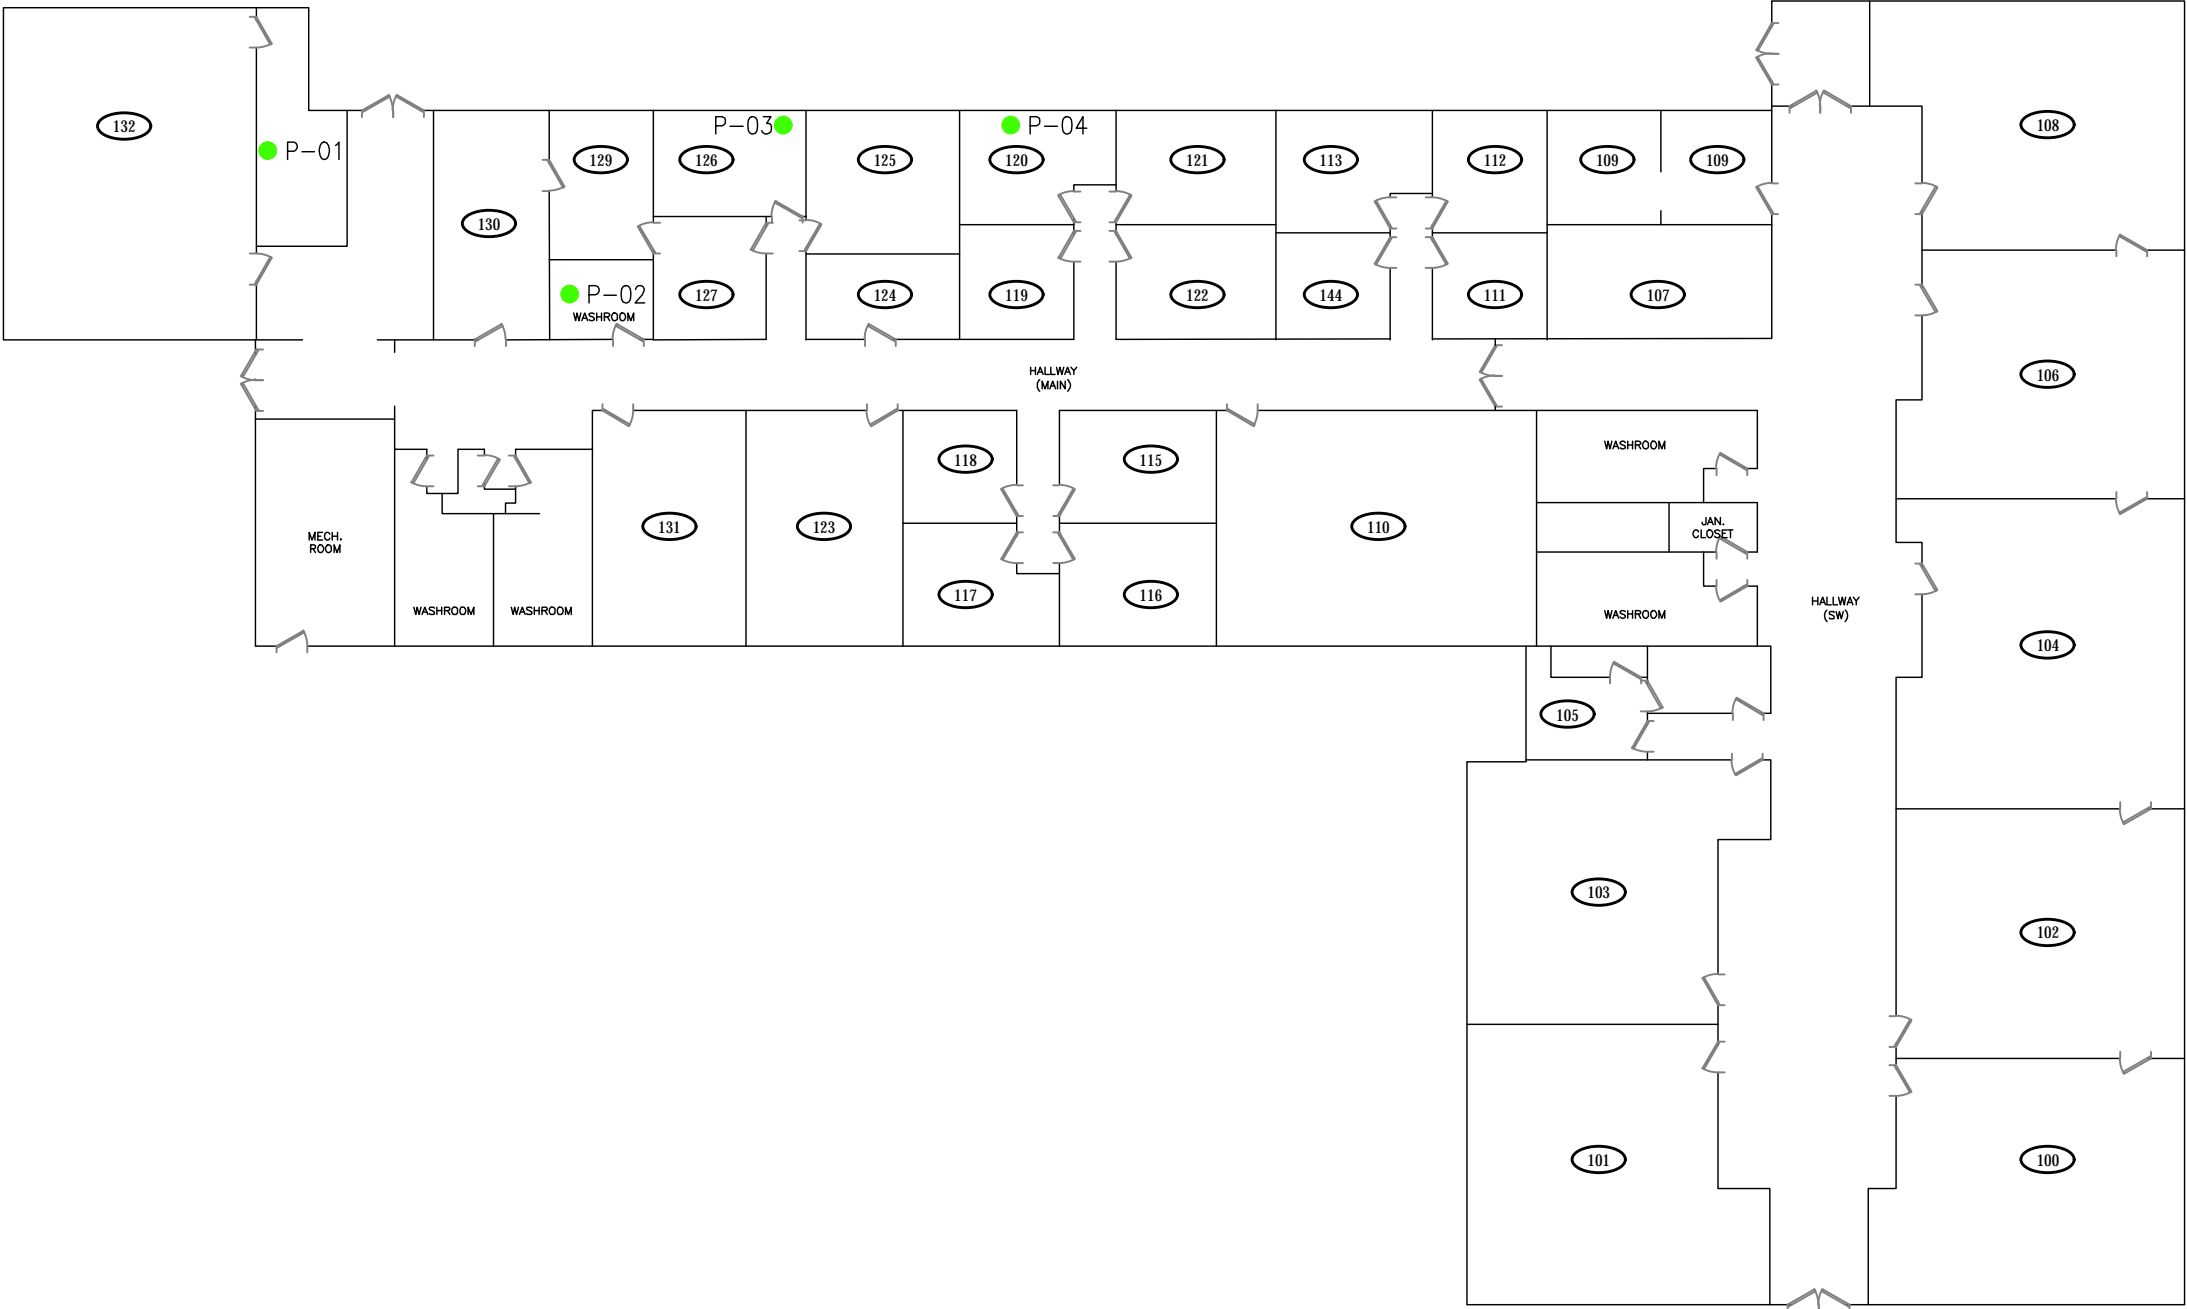 132
P-01
P-03
P-04
108
129
126
125
120
121
113
112
109
109
130
P-02
WASHROOM
127
124
119
122
144
111
107
HALLWAY
(MAIN)
106
118
115
WASHROOM
131
123
110
JAN.
CLOSET
MECH.
ROOM
117
116
WASHROOM
WASHROOM
WASHROOM
HALLWAY
(SW)
104
105
103
102
101
100